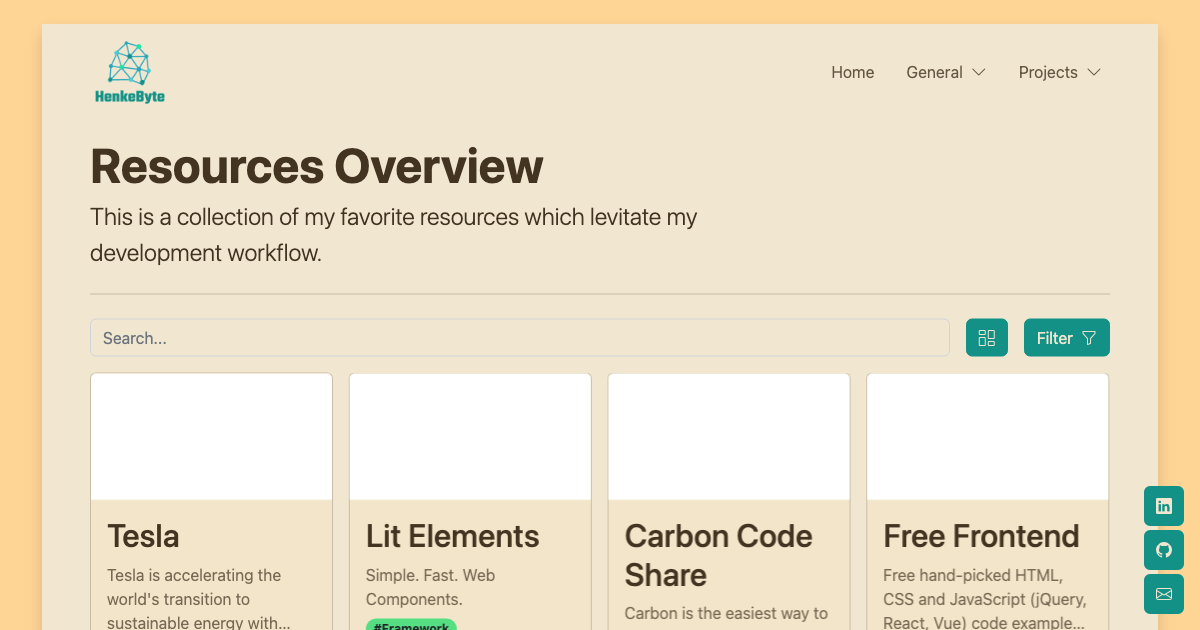 HenkeByte
Home
General
Projects
Resources Overview
This is a collection of my favorite resources which levitate my
development workflow.
Search...
Filter
Tesla
Tesla is accelerating the
world's transition to
sustainable energy with...
Lit Elements
Simple. Fast. Web
Components.
#Framework
Carbon Code
Share
Carbon is the easiest way to
Free Frontend
Free hand-picked HTML,
CSS and JavaScript (jQuery,
React, Vue) code example...